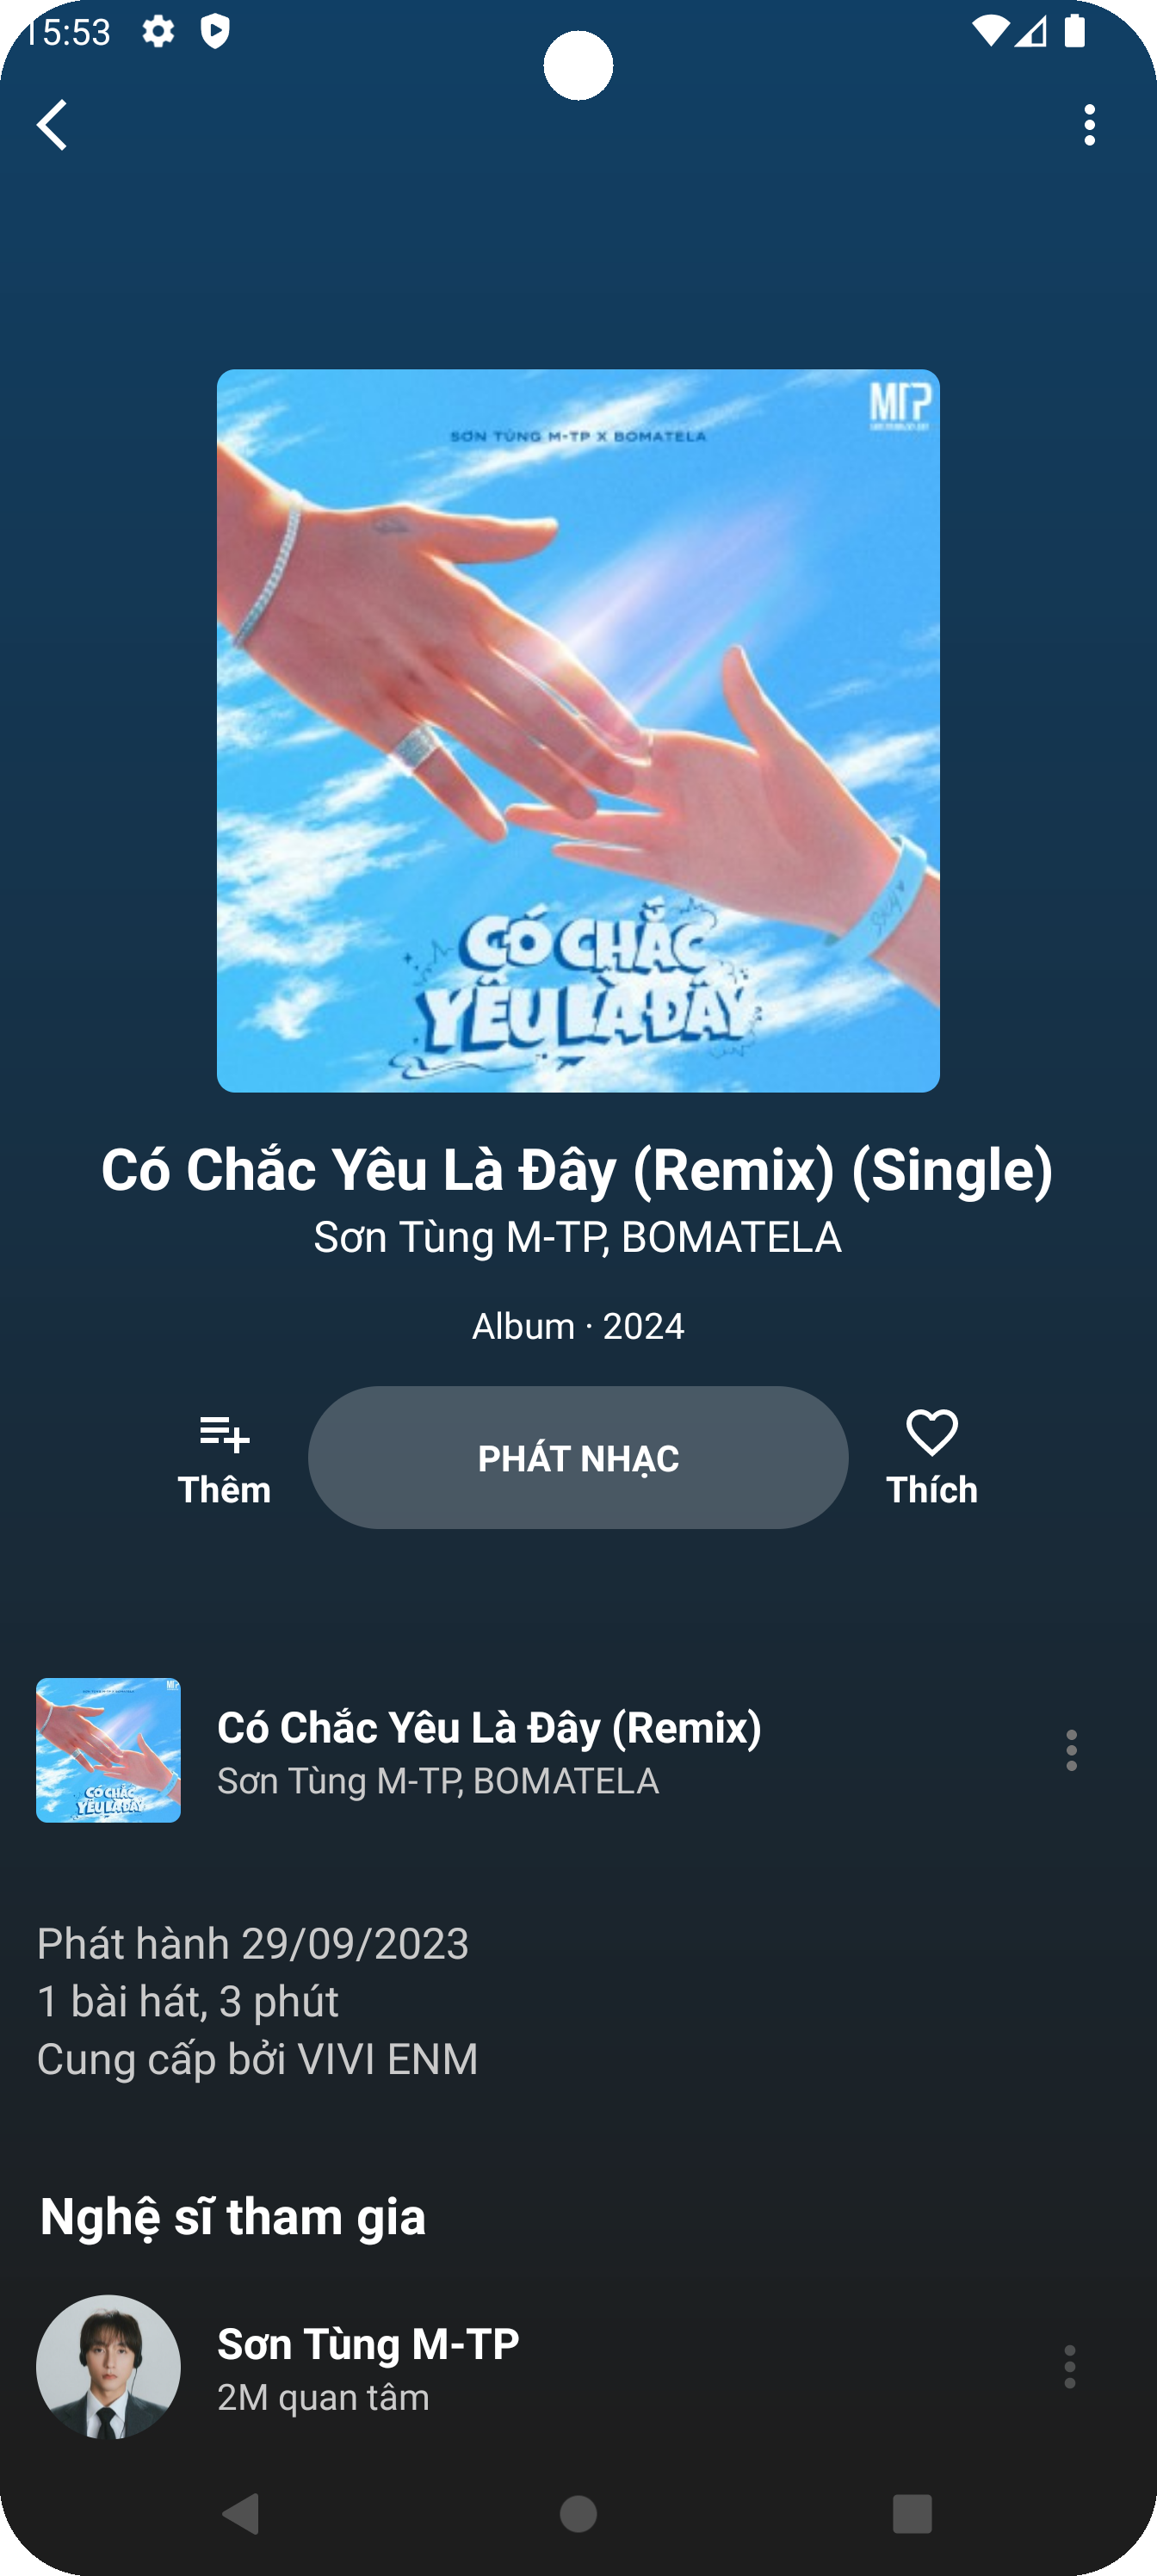 15:53
SƠN TÙNG M-TP X BOMATELA
CÓ CHẮC
YÊU LÀ ĐÂY
Có Chắc Yêu Là Đây (Remix) (Single)
Sơn Tùng M-TP, BOMATELA
Album · 2024
Thêm
PHÁT NHẠC
Thích
Có Chắc Yêu Là Đây (Remix)
Sơn Tùng M-TP, BOMATELA
Phát hành 29/09/2023
1 bài hát, 3 phút
Cung cấp bởi VIVI ENM
Nghệ sĩ tham gia
Sơn Tùng M-TP
2M quan tâm